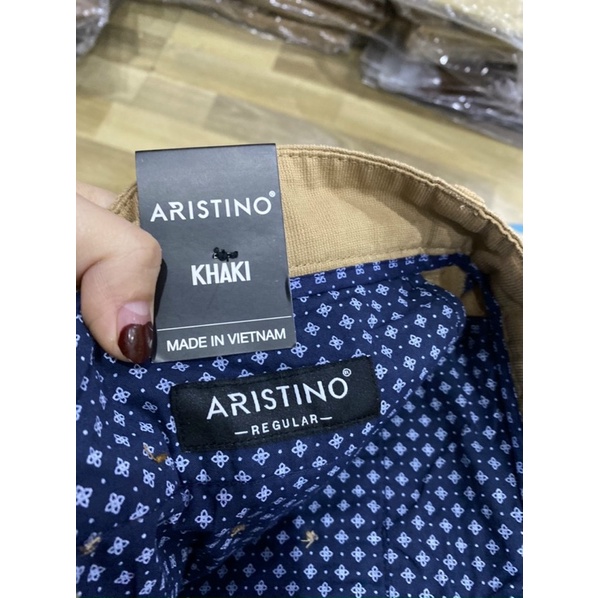 ARISTINO®
KHAKI
MADE IN VIETNAM
ARISTINO®
—REGULAR—